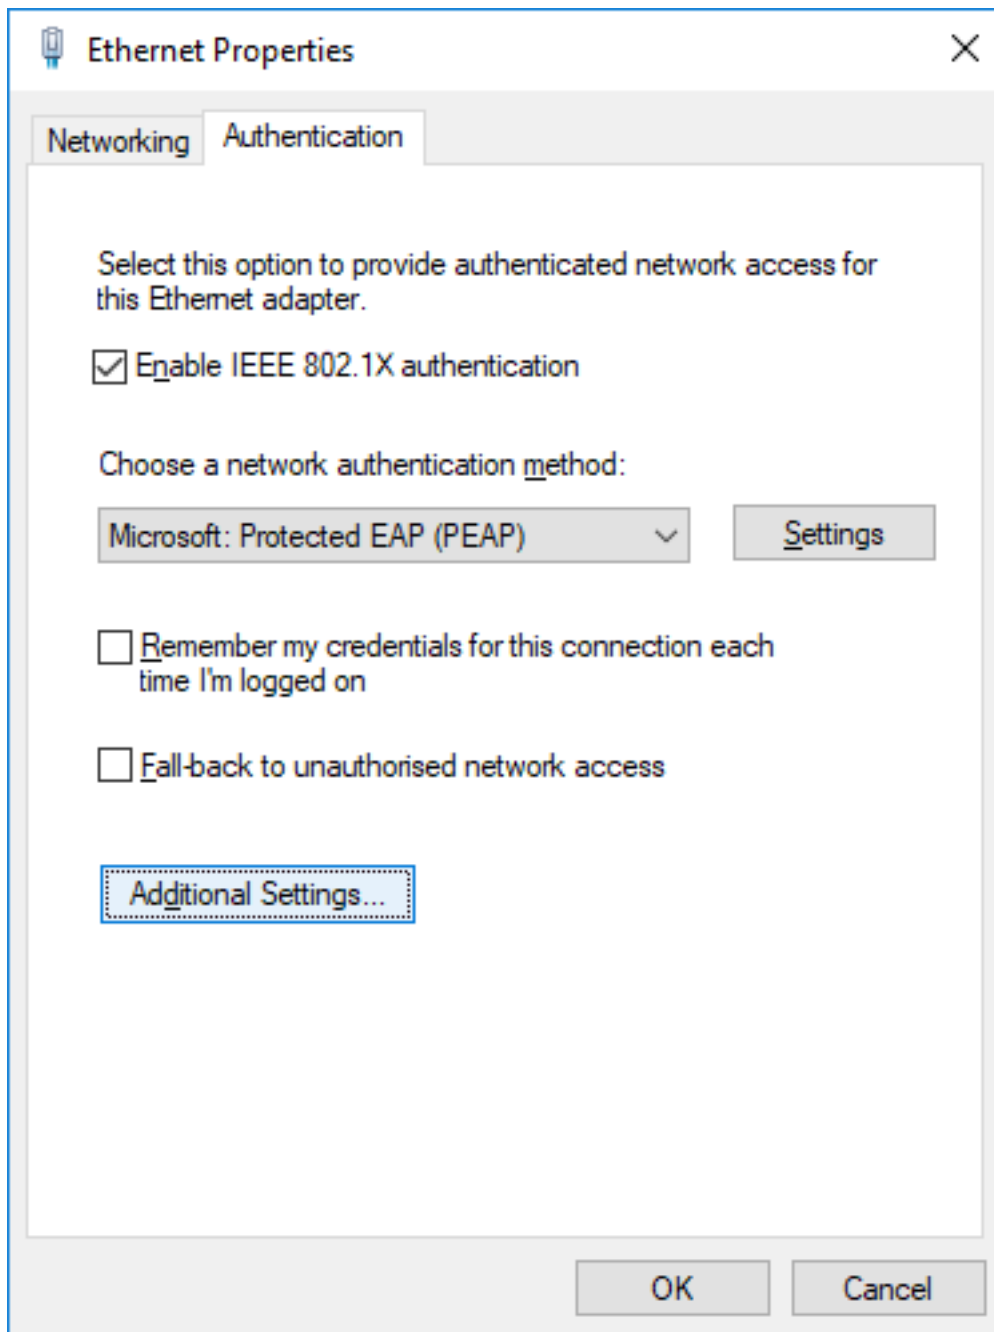 Ethernet Properties
Networking
Authentication
Select this option to provide authenticated network access for
this Ethernet adapter.
Enable IEEE 802.1X authentication
Choose a network authentication method:
Microsoft: Protected EAP (PEAP)
Settings
Remember my credentials for this connection each
time I'm logged on
Fall-back to unauthorised network access
Additional Settings...
OK
Cancel